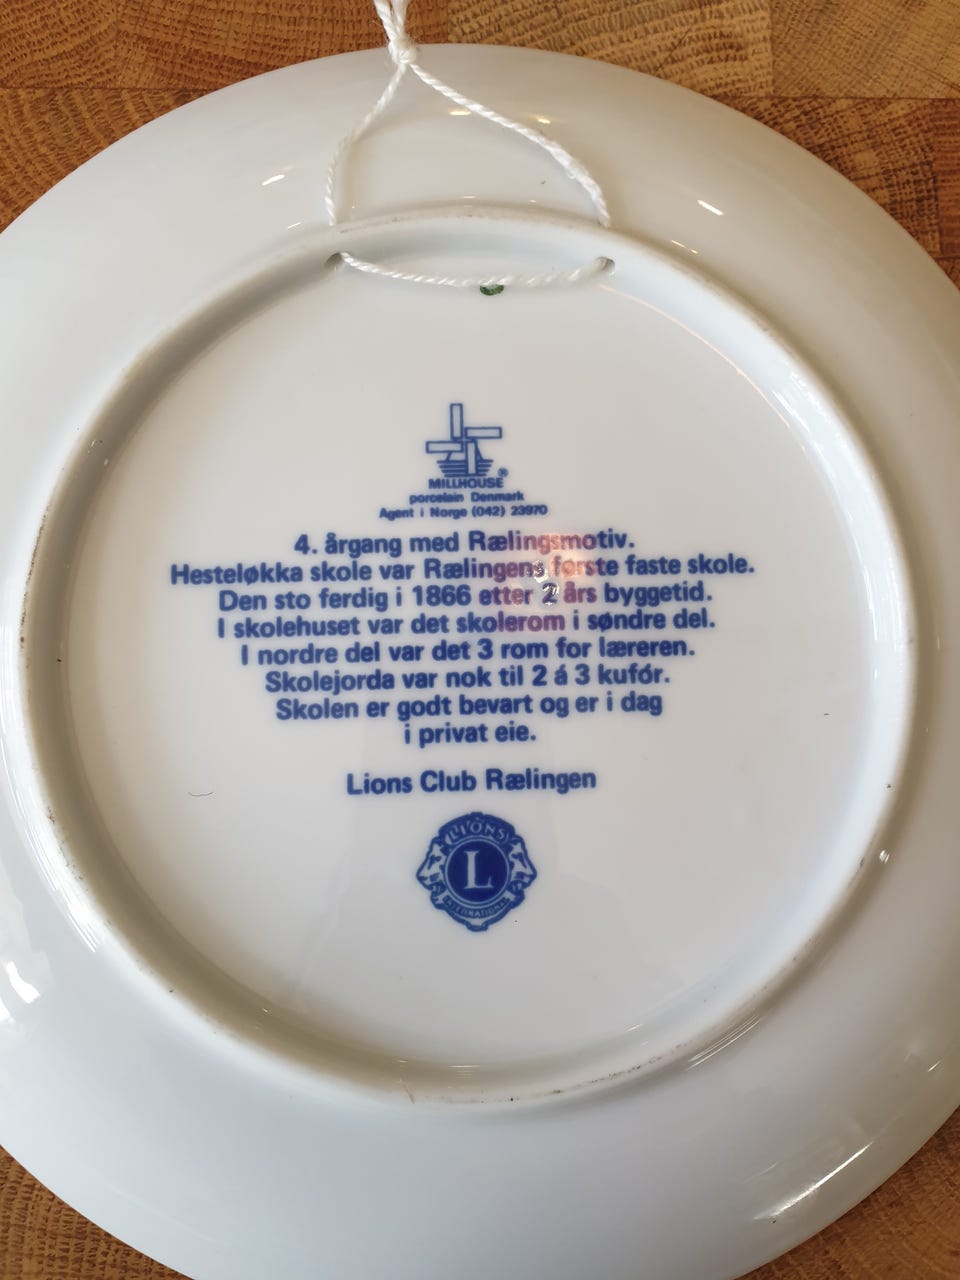 MILLHOUSE®
porcelain Denmark
Agent i Norge (042) 23970
4. årgang med Rælingsmotiv.
Hesteløkka skole var Rælingens første faste skole.
Den sto ferdig i 1866 etter 2 års byggetid.
I skolehuset var det skolerom i søndre del.
I nordre del var det 3 rom for læreren.
Skolejorda var nok til 2 á 3 kufór.
Skolen er godt bevart og er i dag
i privat eie.
Lions Club Rælingen
LIONS
L
INTERNATIONAL